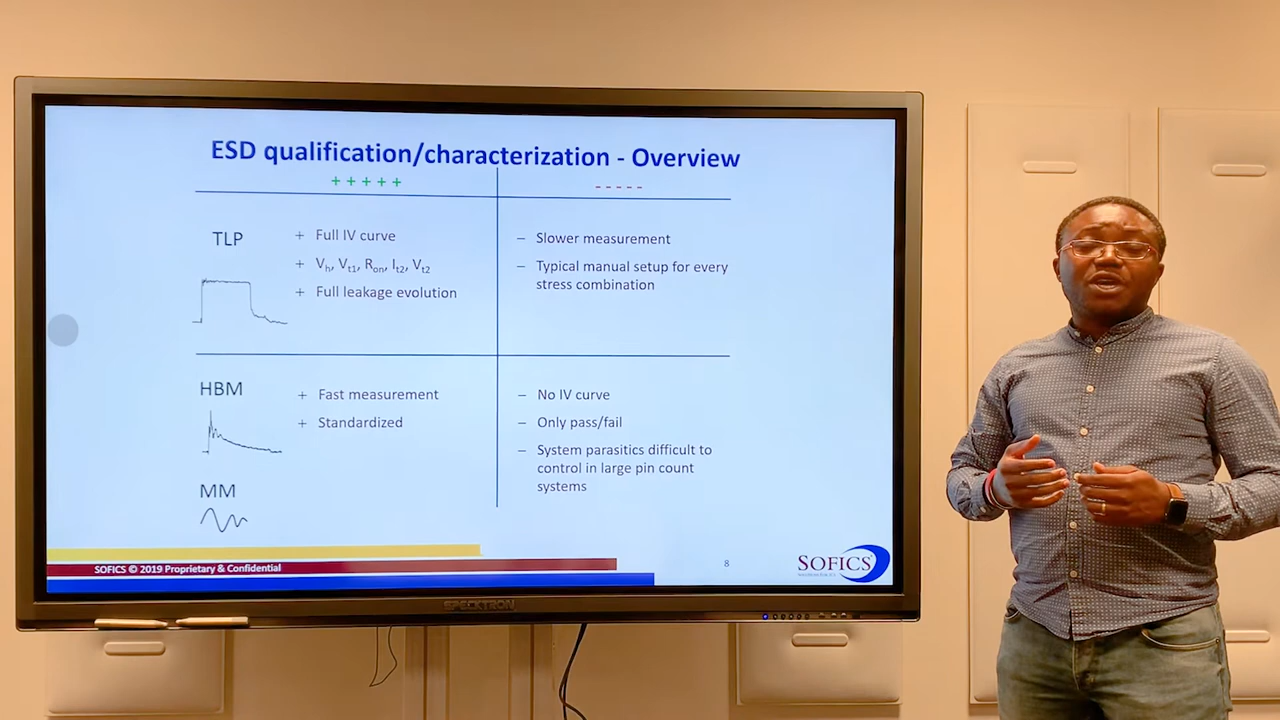 ESD qualification/characterization - Overview
+ + + + +
- - - - -
TLP
+ Full IV curve
+ Vh, Vt1, Ron, It2, Vt2
+ Full leakage evolution
– Slower measurement
– Typical manual setup for every
stress combination
HBM
+ Fast measurement
+ Standardized
– No IV curve
– Only pass/fail
– System parasitics difficult to
control in large pin count
systems
MM
SOFICS © 2019 Proprietary & Confidential
8
SOFICS
SPECKTRON